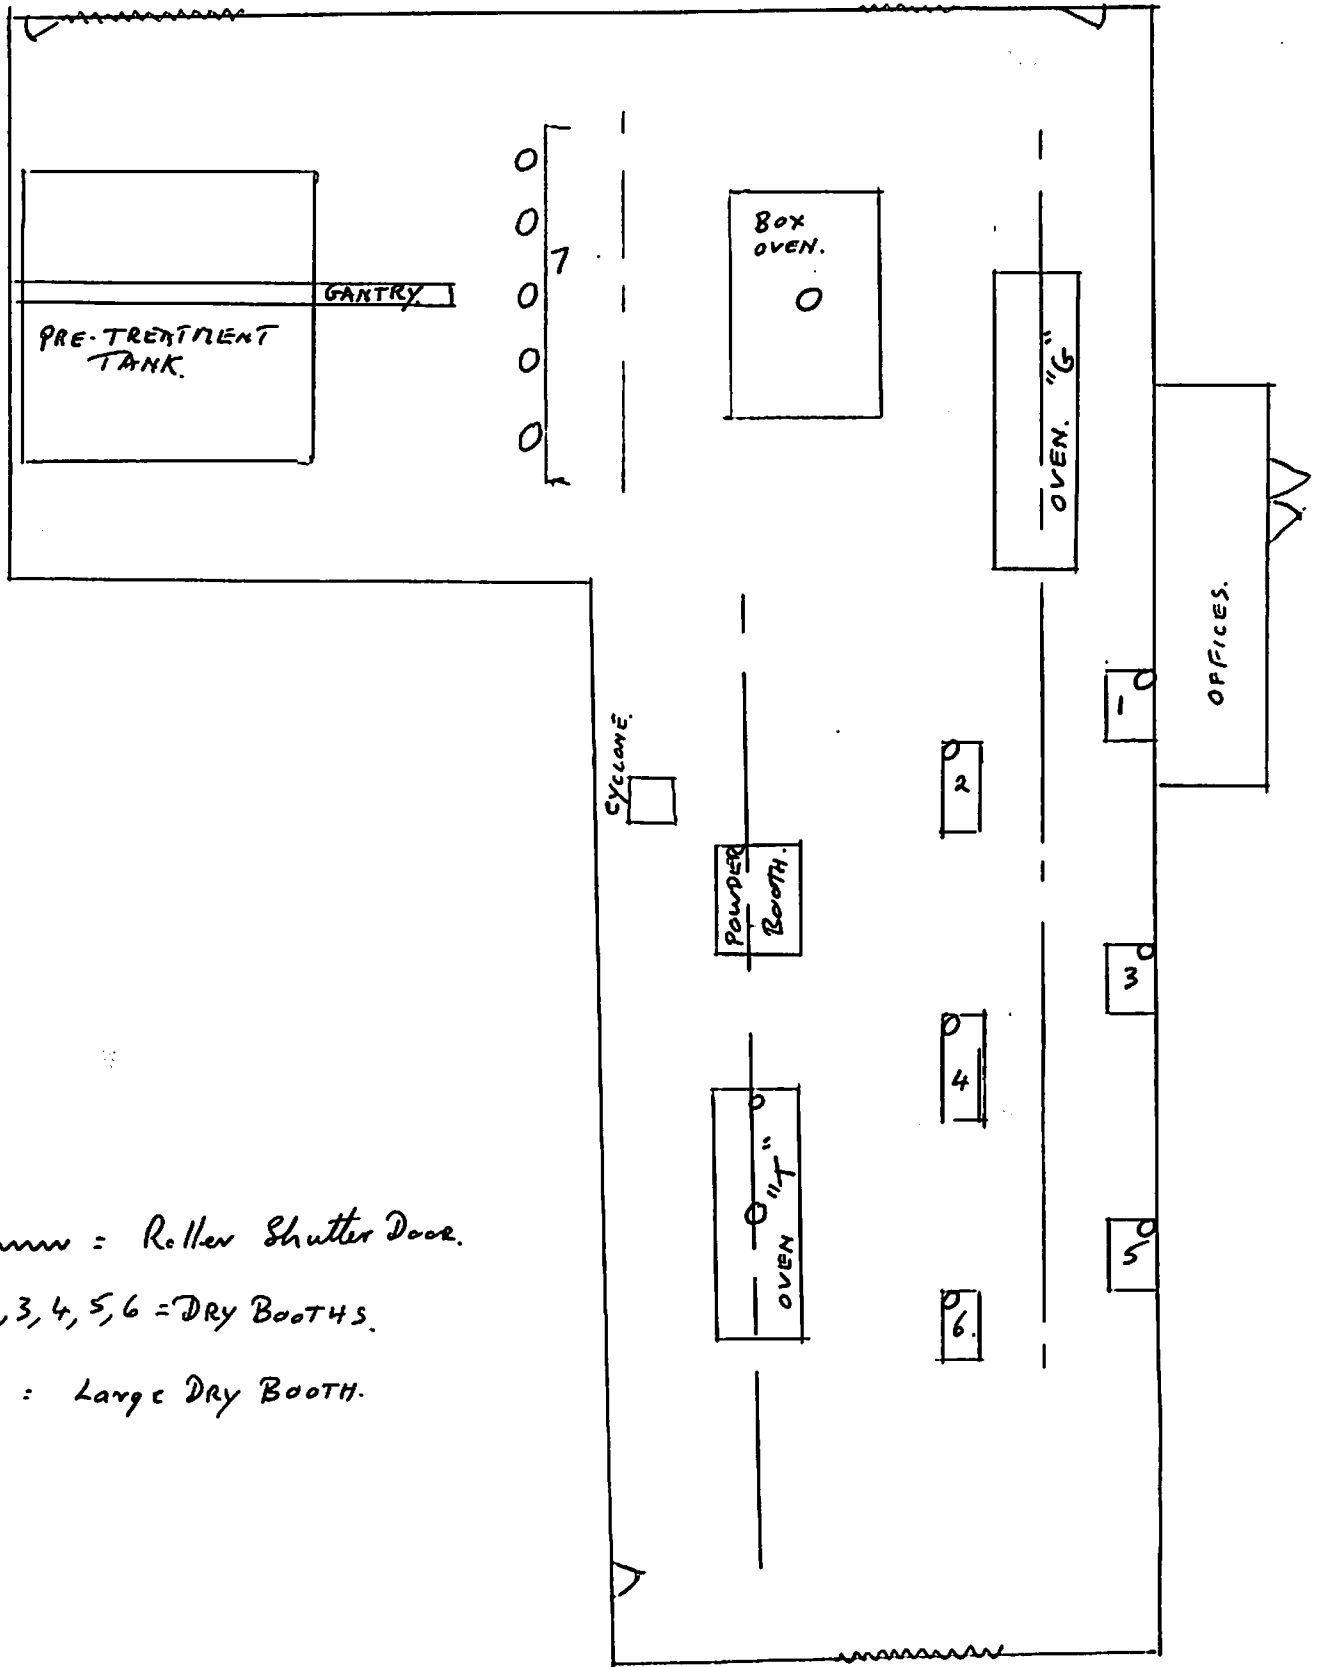 BOX
OVEN.
7
GANTRY.
PRE-TREATMENT
TANK.
OVEN. "G"
OFFICES.
1
CYCLONE.
2
POWDER
BOOTH.
3
4
OVEN "T"
5
6.
= Roller Shutter Door.
,3,4,5,6 = DRY BOOTHS.
: Large DRY BOOTH.